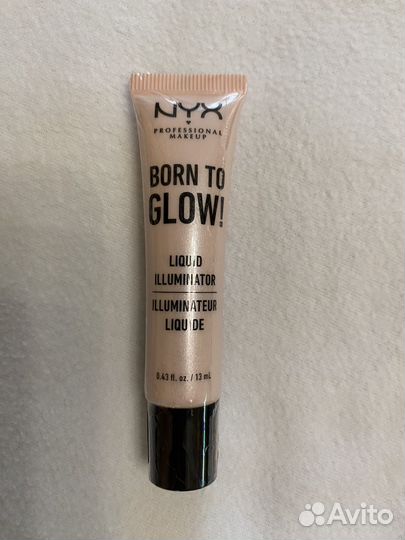 NYX
PROFESSIONAL
MAKEUP
BORN TO
GLOW!
LIQUID
ILLUMINATOR
ILLUMINATEUR
LIQUIDE
0.43 fl. oz. / 13 mL
Avito